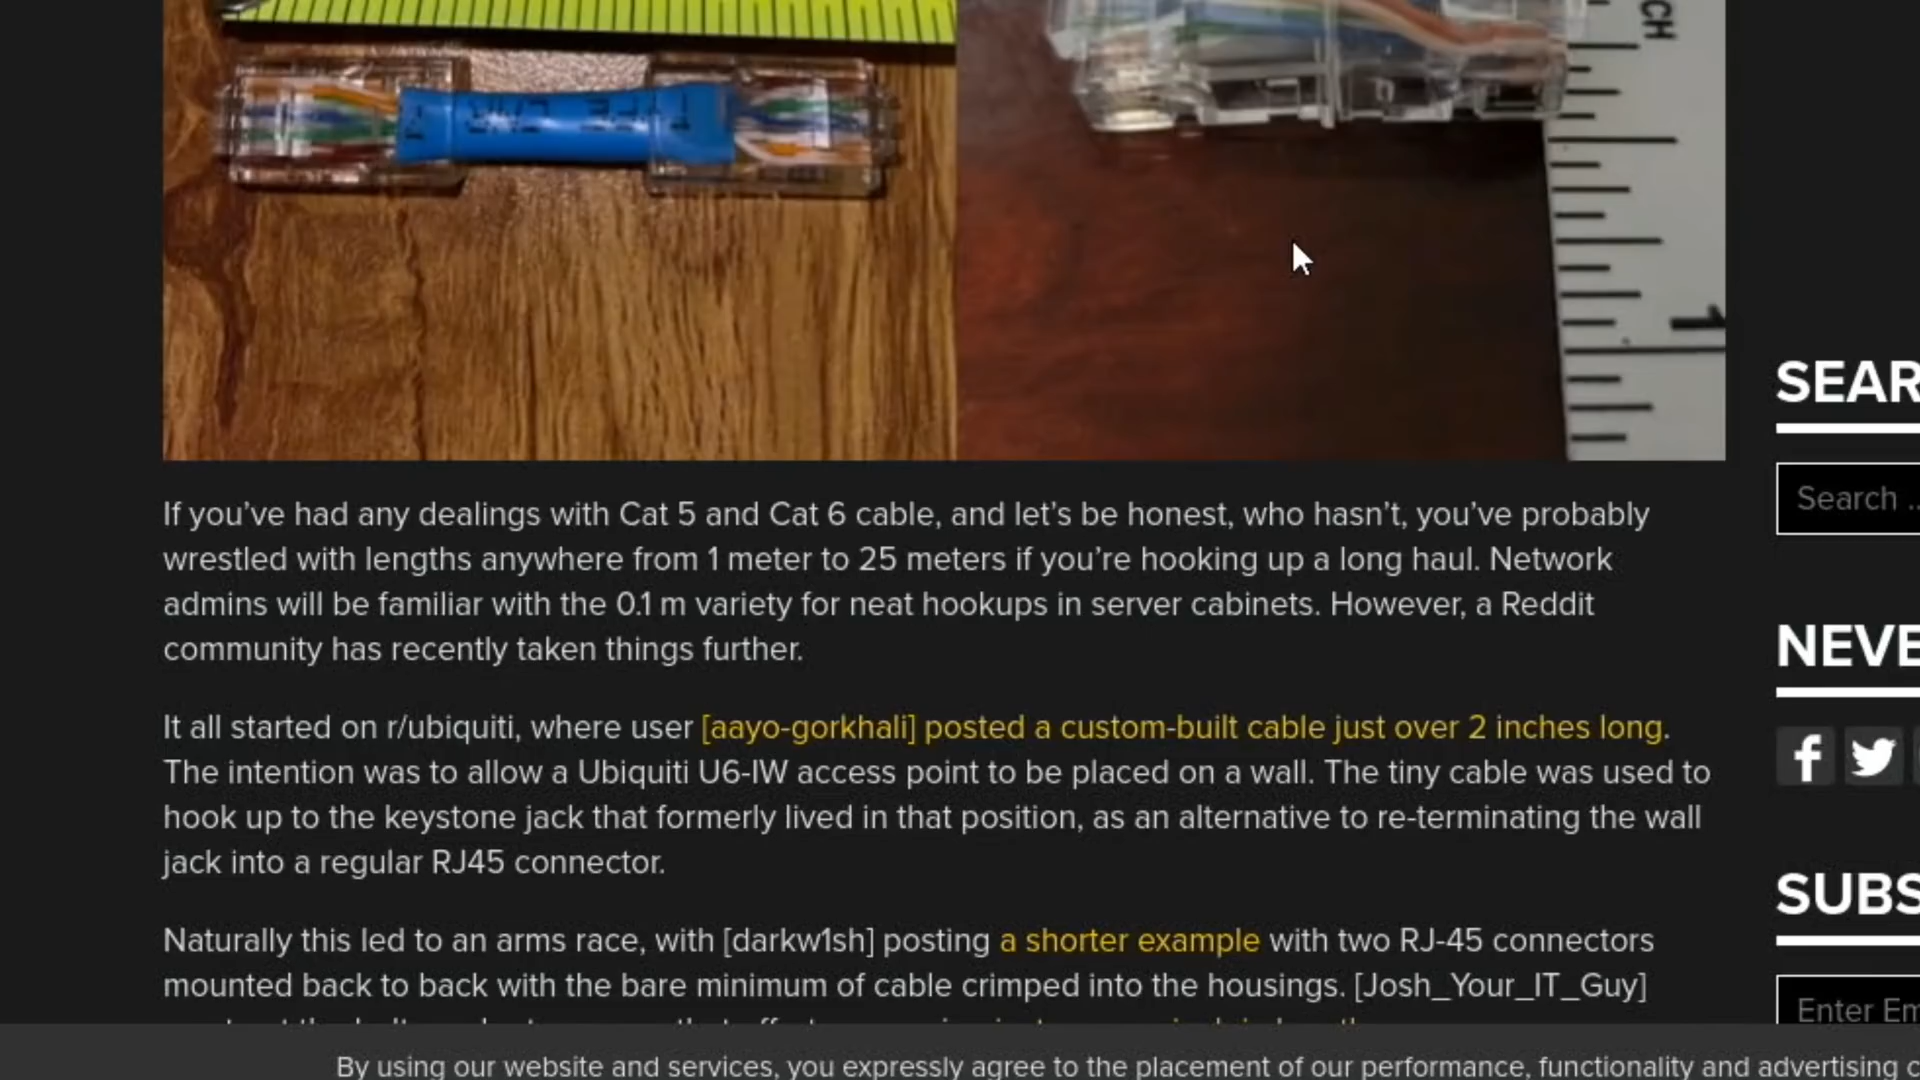 CH
1
If you’ve had any dealings with Cat 5 and Cat 6 cable, and let’s be honest, who hasn’t, you’ve probably
wrestled with lengths anywhere from 1 meter to 25 meters if you’re hooking up a long haul. Network
admins will be familiar with the 0.1 m variety for neat hookups in server cabinets. However, a Reddit
community has recently taken things further.
It all started on r/ubiquiti, where user [aayo-gorkhali] posted a custom-built cable just over 2 inches long.
The intention was to allow a Ubiquiti U6-IW access point to be placed on a wall. The tiny cable was used to
hook up to the keystone jack that formerly lived in that position, as an alternative to re-terminating the wall
jack into a regular RJ45 connector.
Naturally this led to an arms race, with [darkw1sh] posting a shorter example with two RJ-45 connectors
mounted back to back with the bare minimum of cable crimped into the housings. [Josh_Your_IT_Guy]
SEAR
Search ..
NEVE
SUBS
Enter Em
By using our website and services, you expressly agree to the placement of our performance, functionality and advertising c